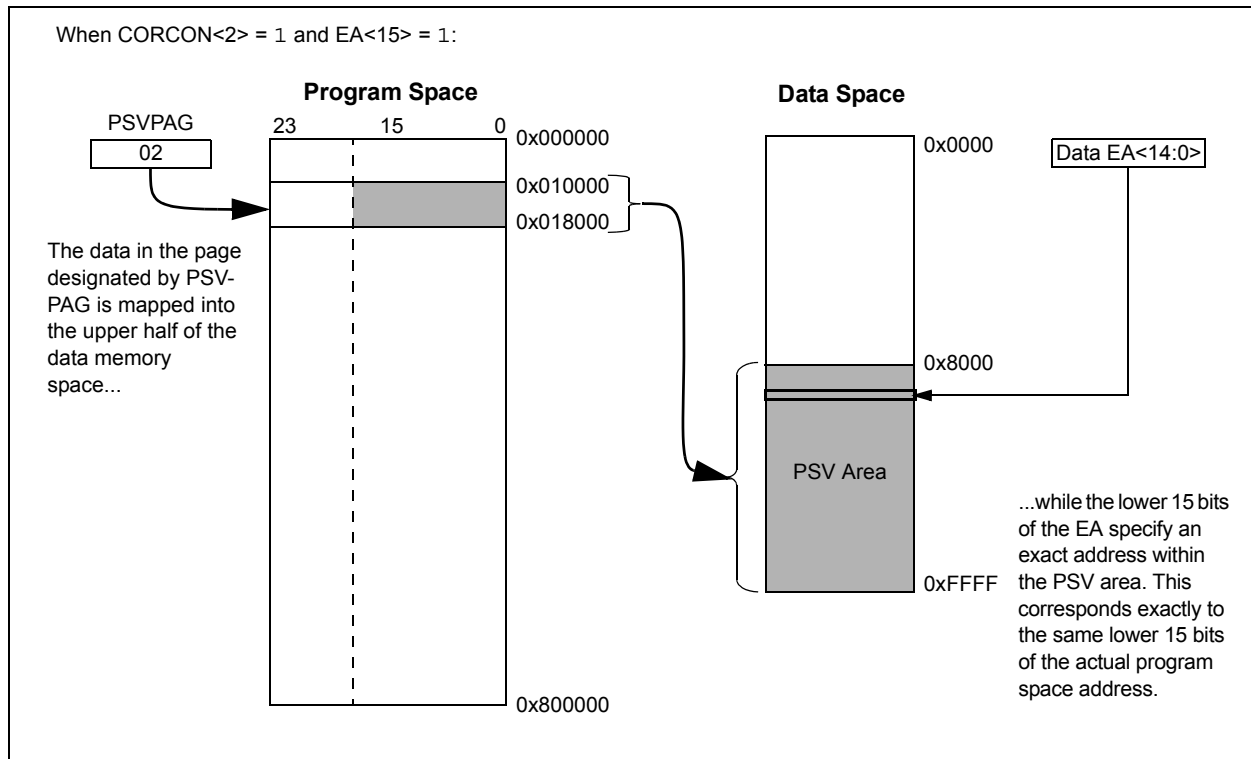 When CORCON<2> = 1 and EA<15> = 1:
Program Space
Data Space
PSVPAG
02
23 15 0
0x000000
0x010000
0x018000
0x800000
The data in the page
designated by PSV-
PAG is mapped into
the upper half of the
data memory
space...
0x0000
Data EA<14:0>
0x8000
PSV Area
0xFFFF
...while the lower 15 bits
of the EA specify an
exact address within
the PSV area. This
corresponds exactly to
the same lower 15 bits
of the actual program
space address.